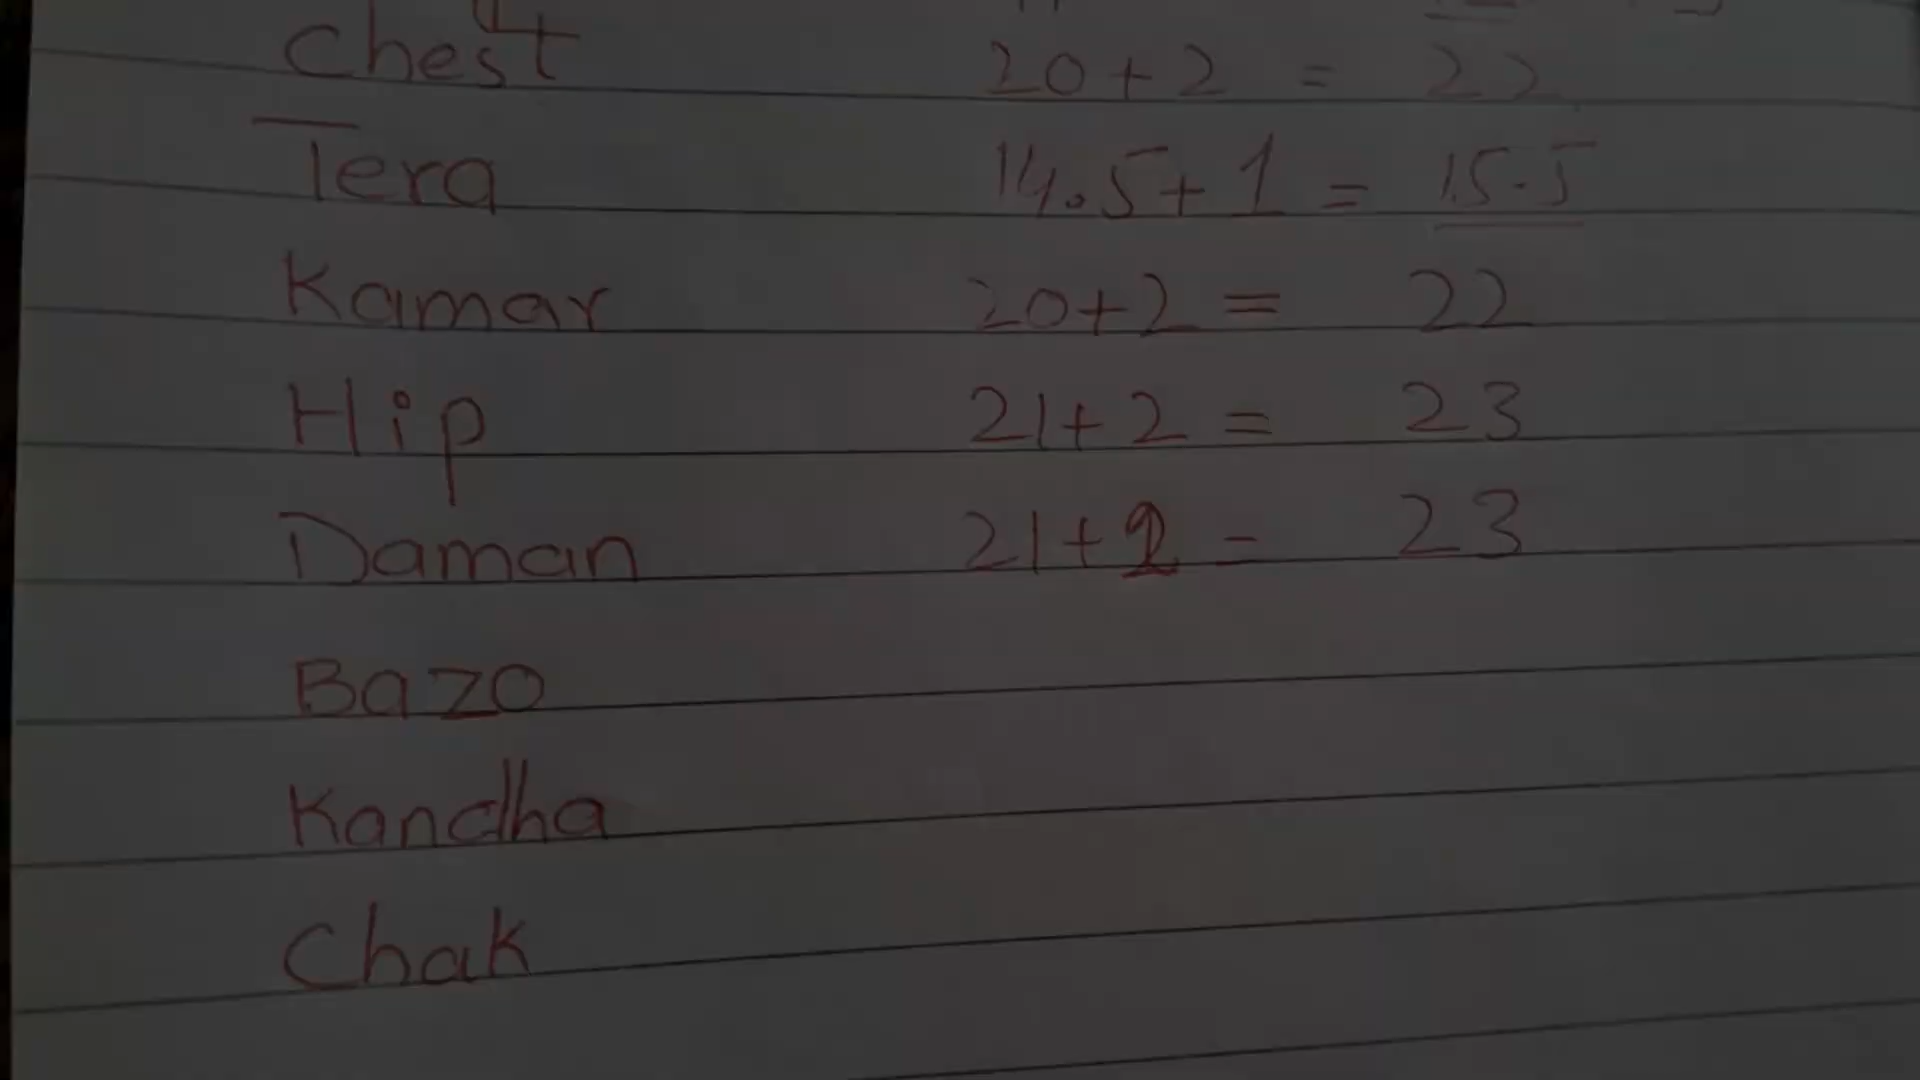 Chest 20+2 = 22
Tera 14.5+1 = 15.5
Kamar 20+2 = 22
Hip 21+2 = 23
Daman 21+2 = 23
Bazo
Kandha
Chak